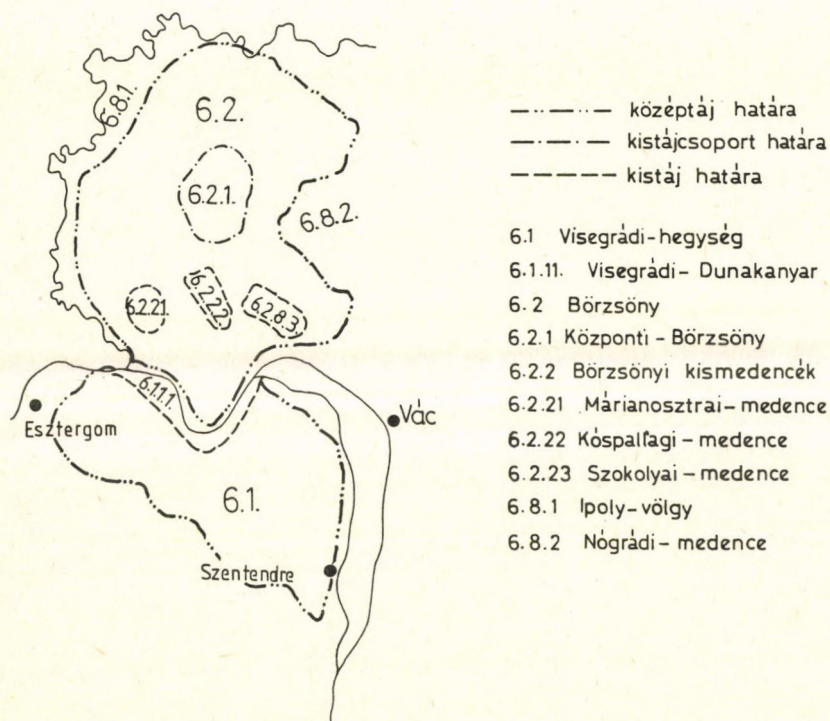 6.8.1.
6.2.
6.2.1.
6.8.2.
6.2.21.
16.2.22.
6.2.8.3.
6.1.1.1
Esztergom
Vác
6.1.
Szentendre
középtáj határa
kistájcsoport határa
kistáj határa
6.1 Visegrádi-hegység
6.1.11. Visegrádi-Dunakanyar
6.2 Börzsöny
6.2.1 Központi-Börzsöny
6.2.2 Börzsönyi kismedencék
6.2.21 Márianosztrai-medence
6.2.22 Kóspallagi-medence
6.2.23 Szokolyai-medence
6.8.1 Ipoly-völgy
6.8.2 Nógrádi-medence